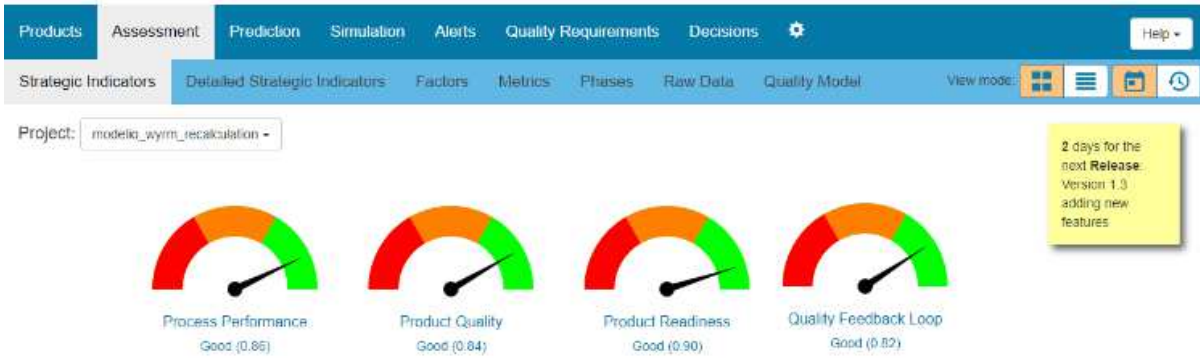 Products Assessment Prediction Simulation Alerts Quality Requirements Decisions Help
Strategic Indicators Detailed Strategic Indicators Factors Metrics Phases Raw Data Quality Model View mode:
Project: modelio_wyrm_recalculation
2 days for the
next Release:
Version 1.3
adding new
features
Process Performance Product Quality Product Readiness Quality Feedback Loop
Good (0.86) Good (0.84) Good (0.90) Good (0.82)